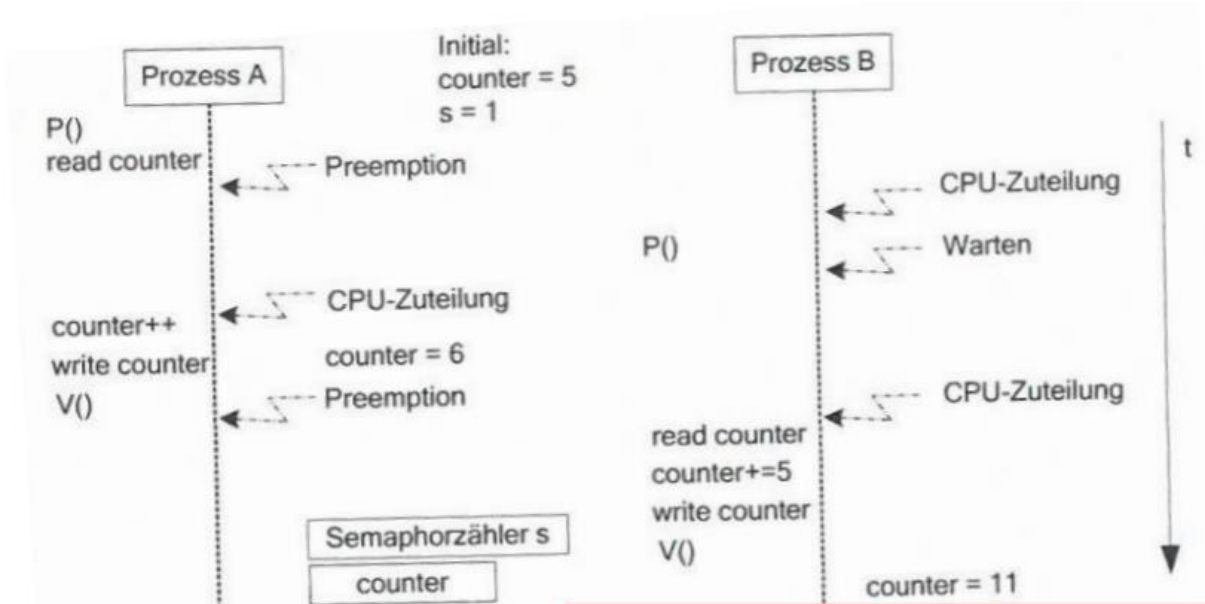 Prozess A
Initial:
counter = 5
s = 1
Prozess B
P()
read counter
Preemption
t
CPU-Zuteilung
P()
Warten
CPU-Zuteilung
counter++
write counter
counter = 6
V()
Preemption
CPU-Zuteilung
read counter
counter+=5
write counter
V()
Semaphorzähler s
counter
counter = 11